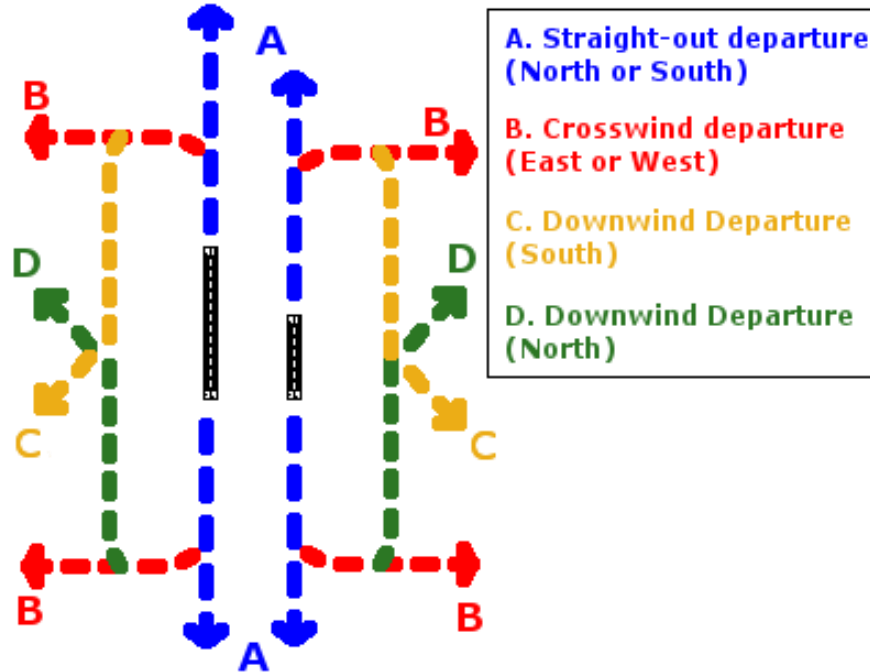 A
A. Straight-out departure
(North or South)
B
B
B. Crosswind departure
(East or West)
C. Downwind Departure
(South)
D
D
D. Downwind Departure
(North)
C
C
B
B
A